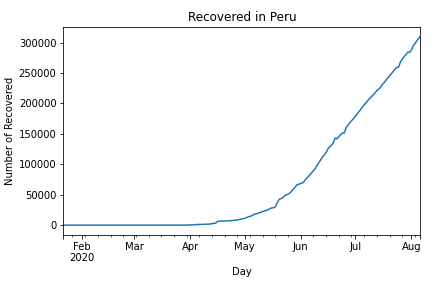 Recovered in Peru
Number of Recovered
300000
250000
200000
150000
100000
50000
0
Feb Mar Apr May Jun Jul Aug
2020
Day